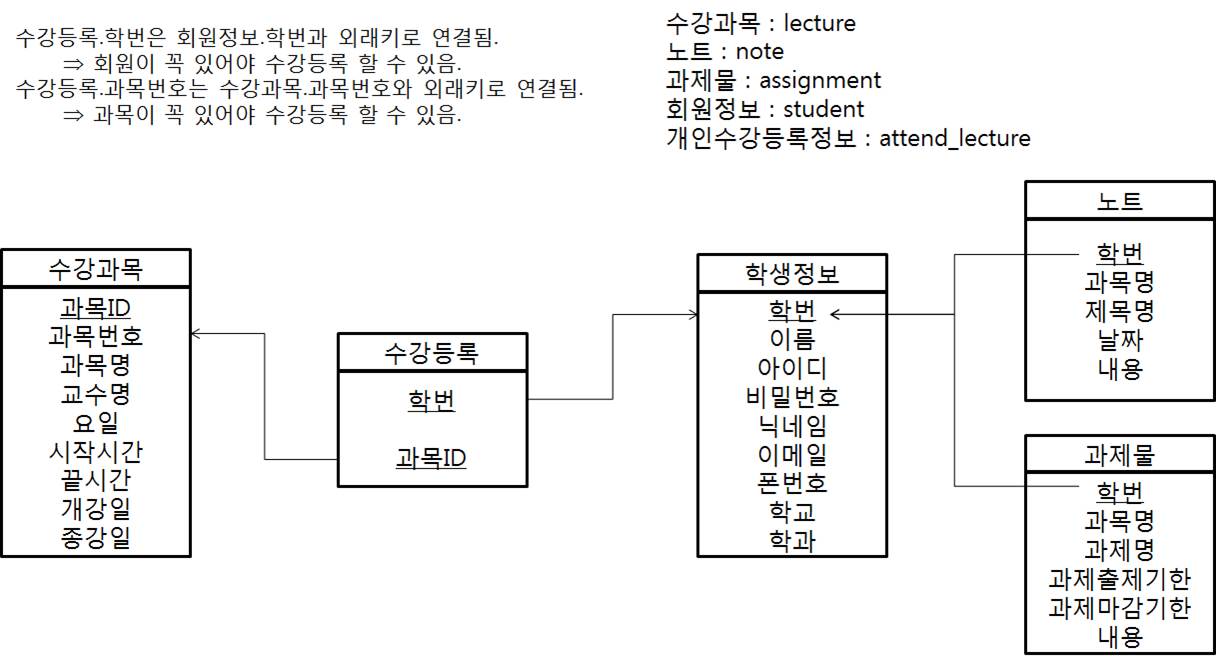 수강등록.학번은 회원정보.학번과 외래키로 연결됨.
⇒ 회원이 꼭 있어야 수강등록 할 수 있음.
수강등록.과목번호는 수강과목.과목번호와 외래키로 연결됨.
⇒ 과목이 꼭 있어야 수강등록 할 수 있음.
수강과목 : lecture
노트 : note
과제물 : assignment
회원정보 : student
개인수강등록정보 : attend_lecture
수강과목
과목ID
과목번호
과목명
교수명
요일
시작시간
끝시간
개강일
종강일
수강등록
학번
과목ID
학생정보
학번
이름
아이디
비밀번호
닉네임
이메일
폰번호
학교
학과
노트
학번
과목명
제목명
날짜
내용
과제물
학번
과목명
과제명
과제출제기한
과제마감기한
내용